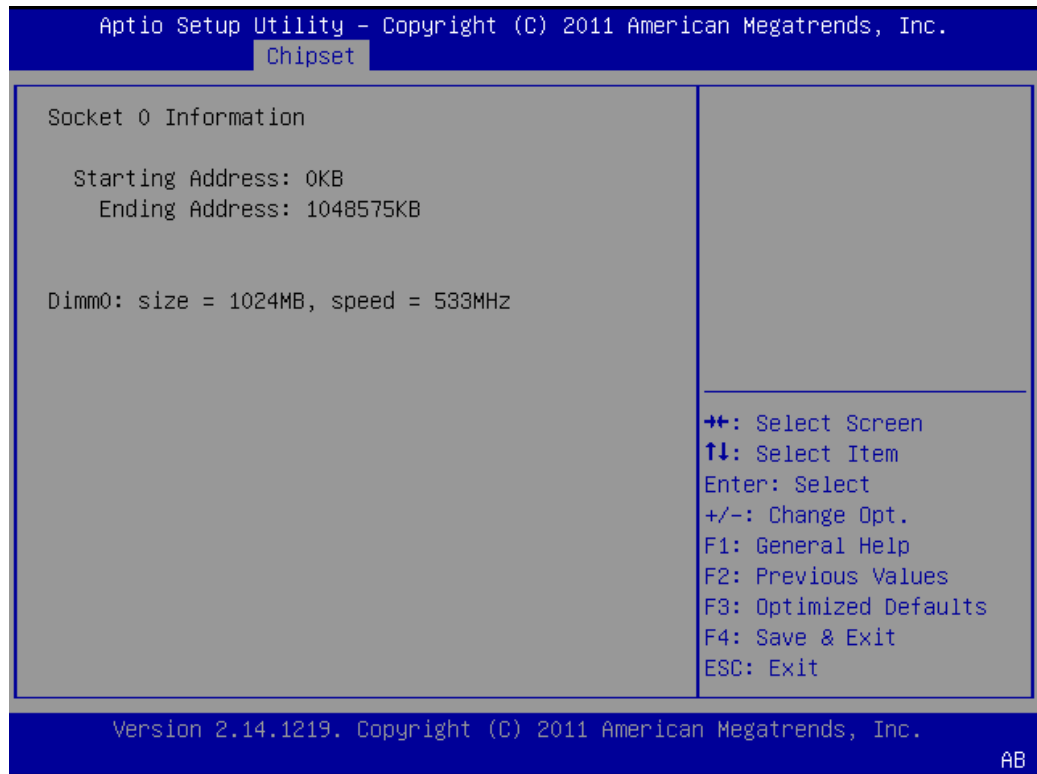 Aptio Setup Utility – Copyright (C) 2011 American Megatrends, Inc.
Chipset
Socket 0 Information
Starting Address: 0KB
Ending Address: 1048575KB
Dimm0: size = 1024MB, speed = 533MHz
→←: Select Screen
↑↓: Select Item
Enter: Select
+/-: Change Opt.
F1: General Help
F2: Previous Values
F3: Optimized Defaults
F4: Save & Exit
ESC: Exit
Version 2.14.1219. Copyright (C) 2011 American Megatrends, Inc.
AB